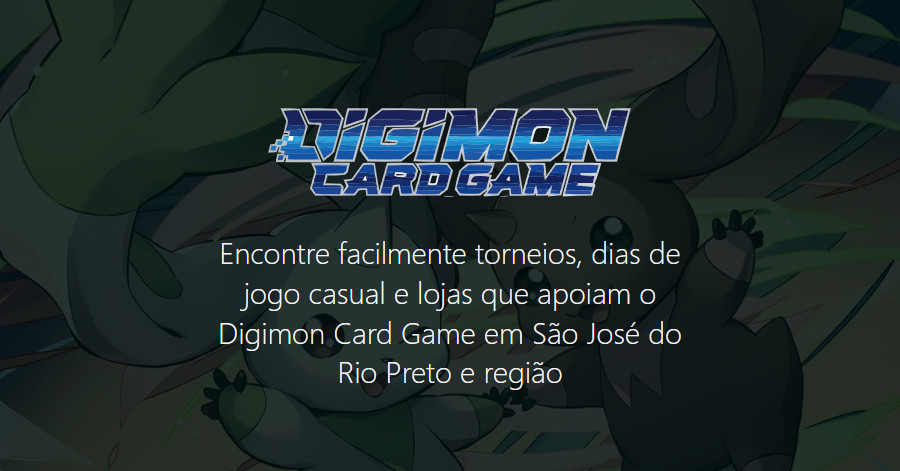 DIGIMON
CARD GAME
Encontre facilmente torneios, dias de
jogo casual e lojas que apoiam o
Digimon Card Game em São José do
Rio Preto e região